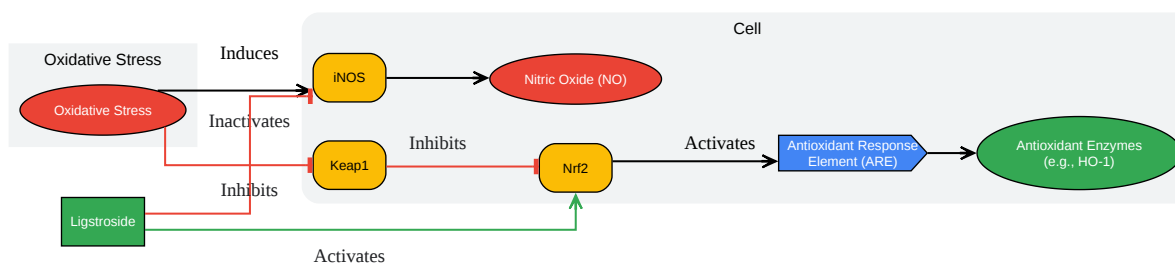 Cell
Oxidative Stress
Induces
iNOS
Nitric Oxide (NO)
Oxidative Stress
Inactivates
Inhibits
Activates
Antioxidant Response
Element (ARE)
Antioxidant Enzymes
(e.g., HO-1)
Keap1
Nrf2
Inhibits
Ligstroside
Activates